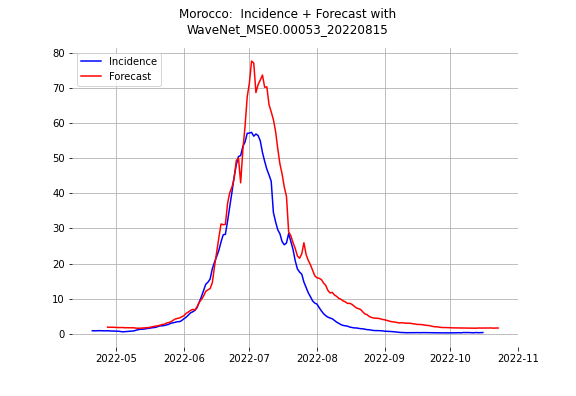 Morocco:  Incidence + Forecast with
WaveNet_MSE0.00053_20220815
Incidence
Forecast
80
70
60
50
40
30
20
10
0
2022-05 2022-06 2022-07 2022-08 2022-09 2022-10 2022-11